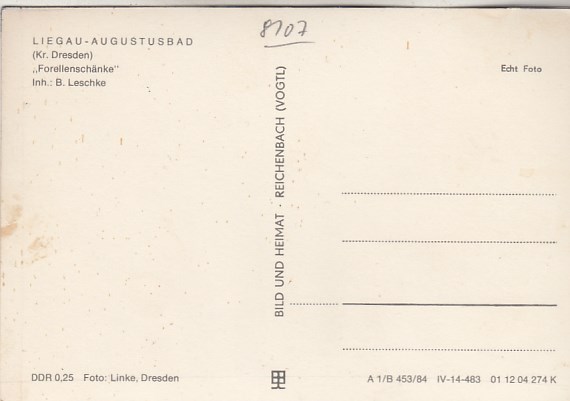 8107
LIEGAU-AUGUSTUSBAD
(Kr. Dresden)
„Forellenschänke"
Inh.: B. Leschke
Echt Foto
BILD UND HEIMAT · REICHENBACH (VOGTL)
DDR 0,25 Foto: Linke, Dresden
A 1/B 453/84 IV-14-483 01 12 04 274 K